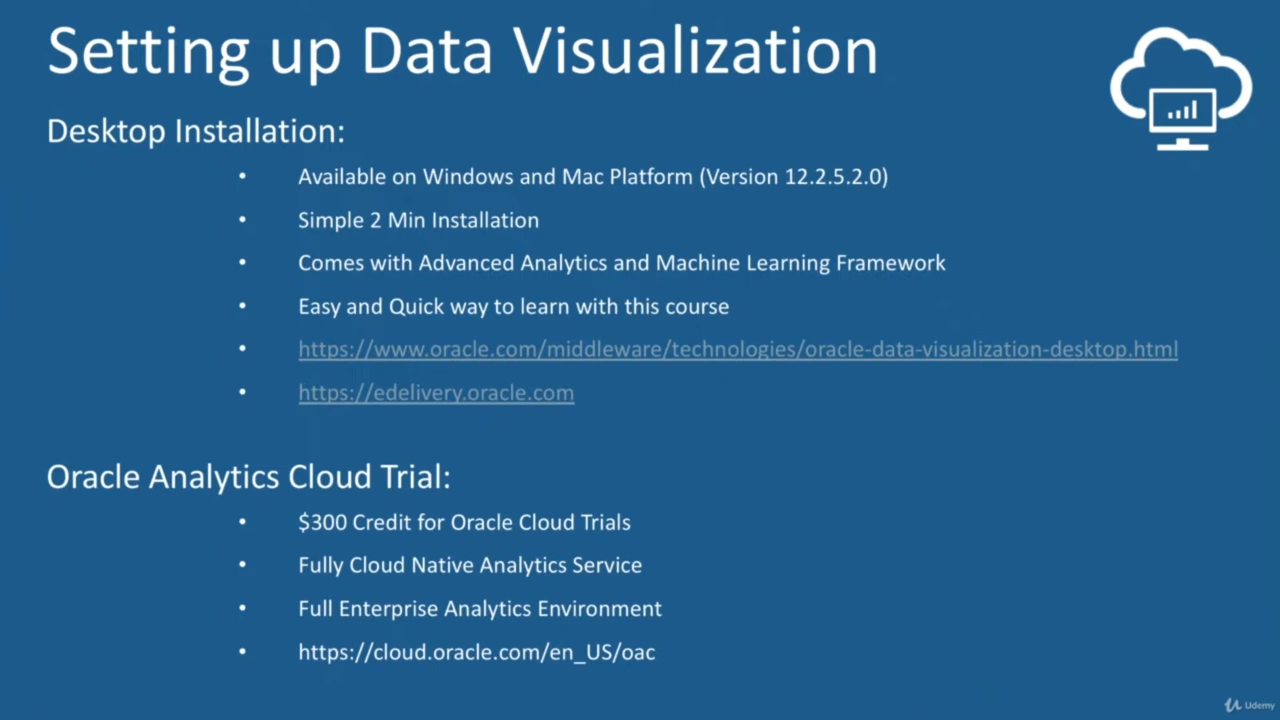 Setting up Data Visualization
Desktop Installation:
• Available on Windows and Mac Platform (Version 12.2.5.2.0)
• Simple 2 Min Installation
• Comes with Advanced Analytics and Machine Learning Framework
• Easy and Quick way to learn with this course
• https://www.oracle.com/middleware/technologies/oracle-data-visualization-desktop.html
• https://edelivery.oracle.com
Oracle Analytics Cloud Trial:
• $300 Credit for Oracle Cloud Trials
• Fully Cloud Native Analytics Service
• Full Enterprise Analytics Environment
• https://cloud.oracle.com/en_US/oac
Udemy